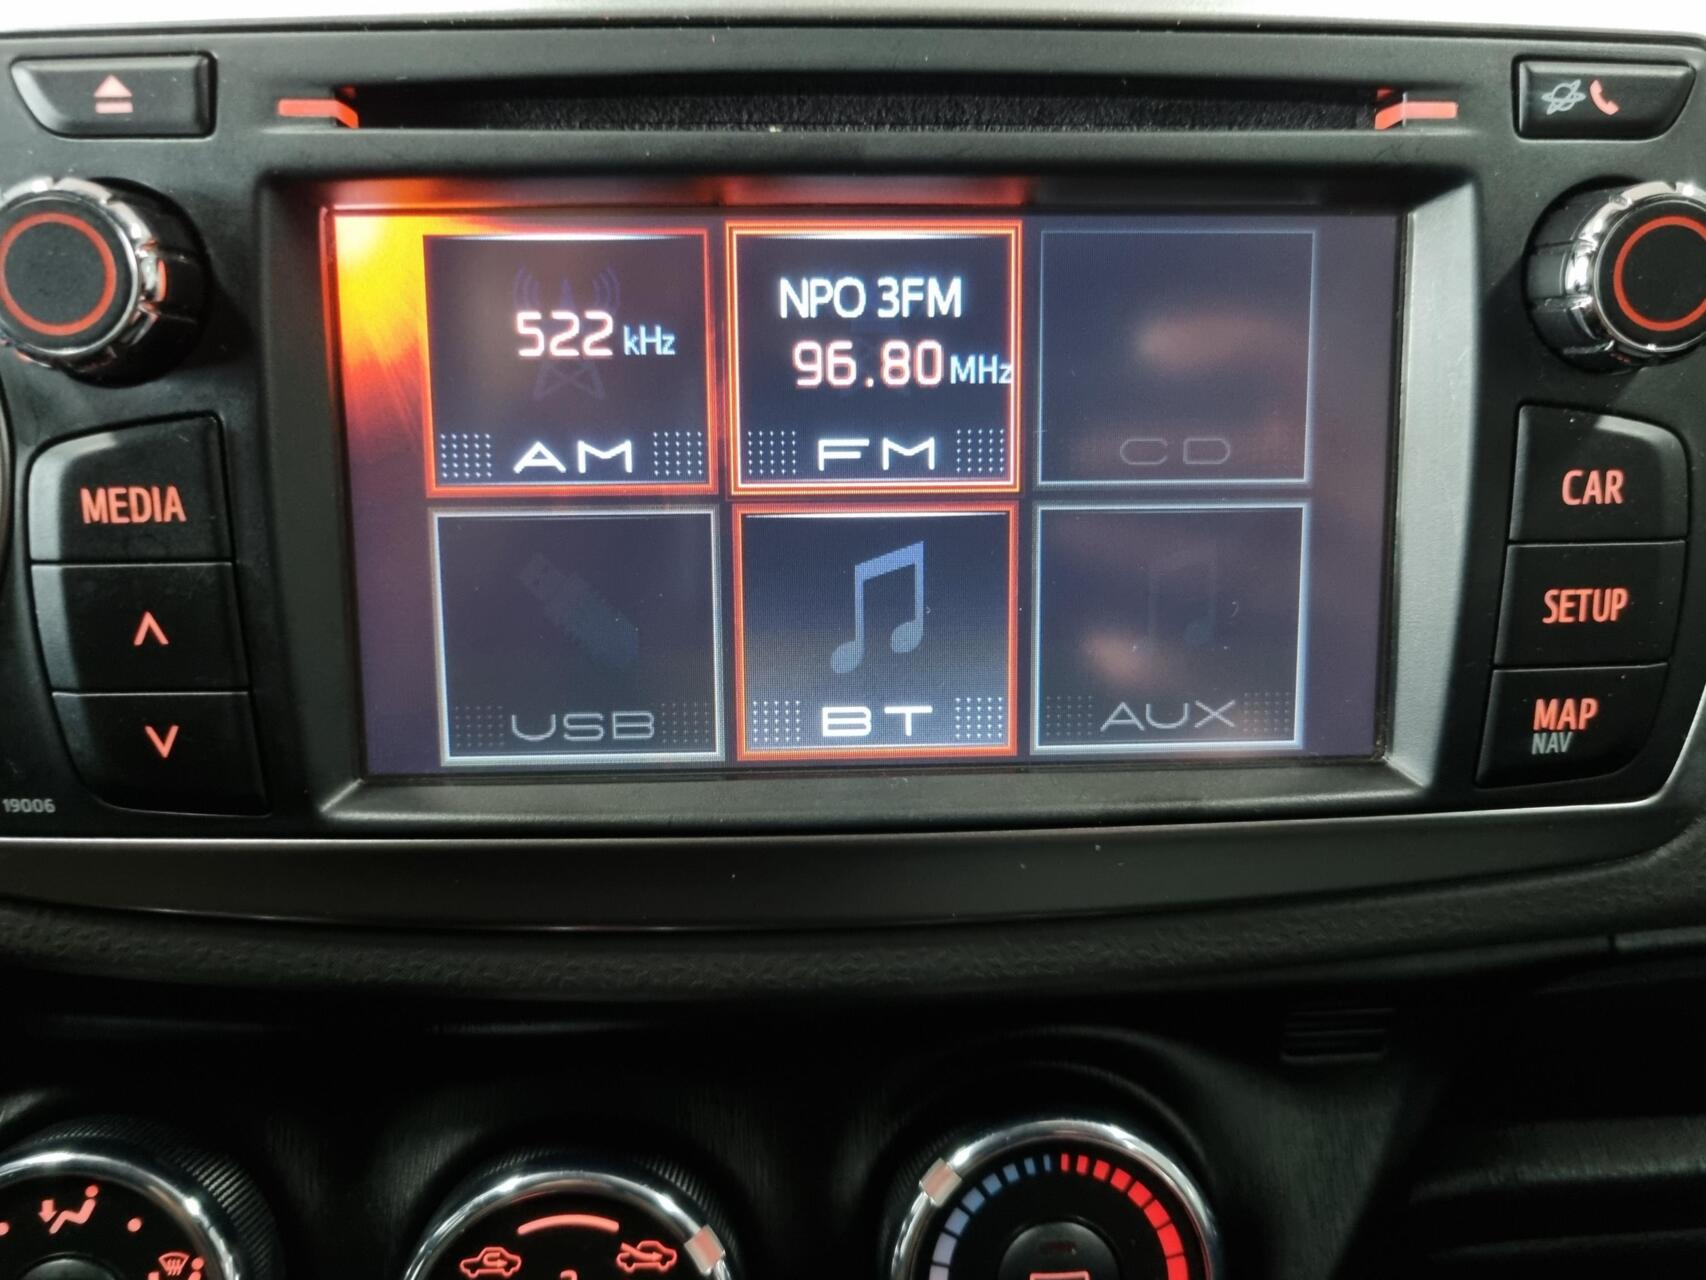 NPO 3FM
522 kHz
96.80 MHz
AM
FM
CD
MEDIA
CAR
SETUP
USB
BT
AUX
MAP
NAV
19006